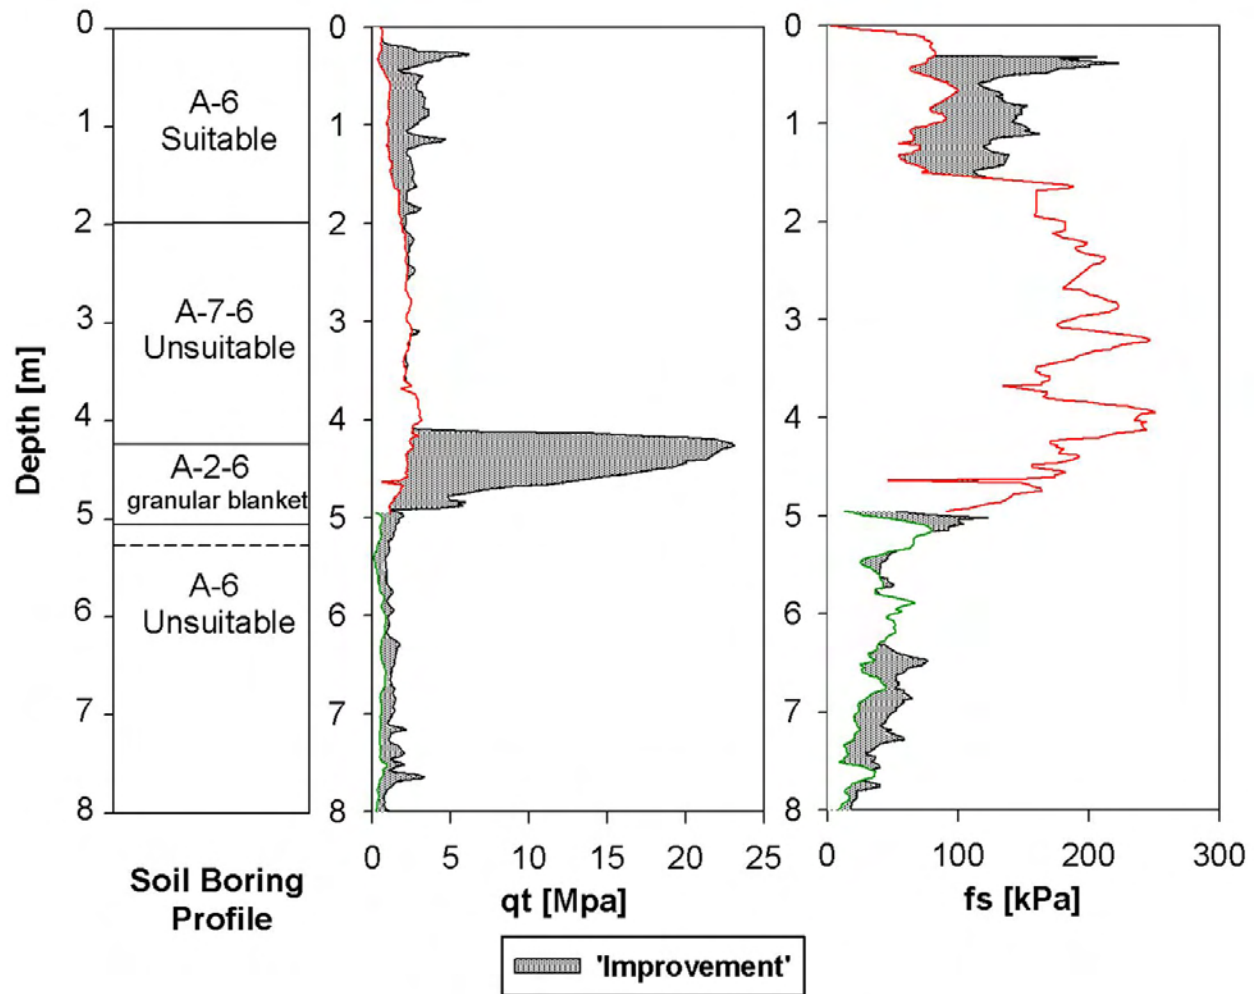 0
1
2
3
4
5
6
7
8
Depth [m]
A-6
Suitable
A-7-6
Unsuitable
A-2-6
granular blanket
A-6
Unsuitable
Soil Boring
Profile
0
1
2
3
4
5
6
7
8
0 5 10 15 20 25
qt [Mpa]
0
1
2
3
4
5
6
7
8
0 100 200 300
fs [kPa]
'Improvement'